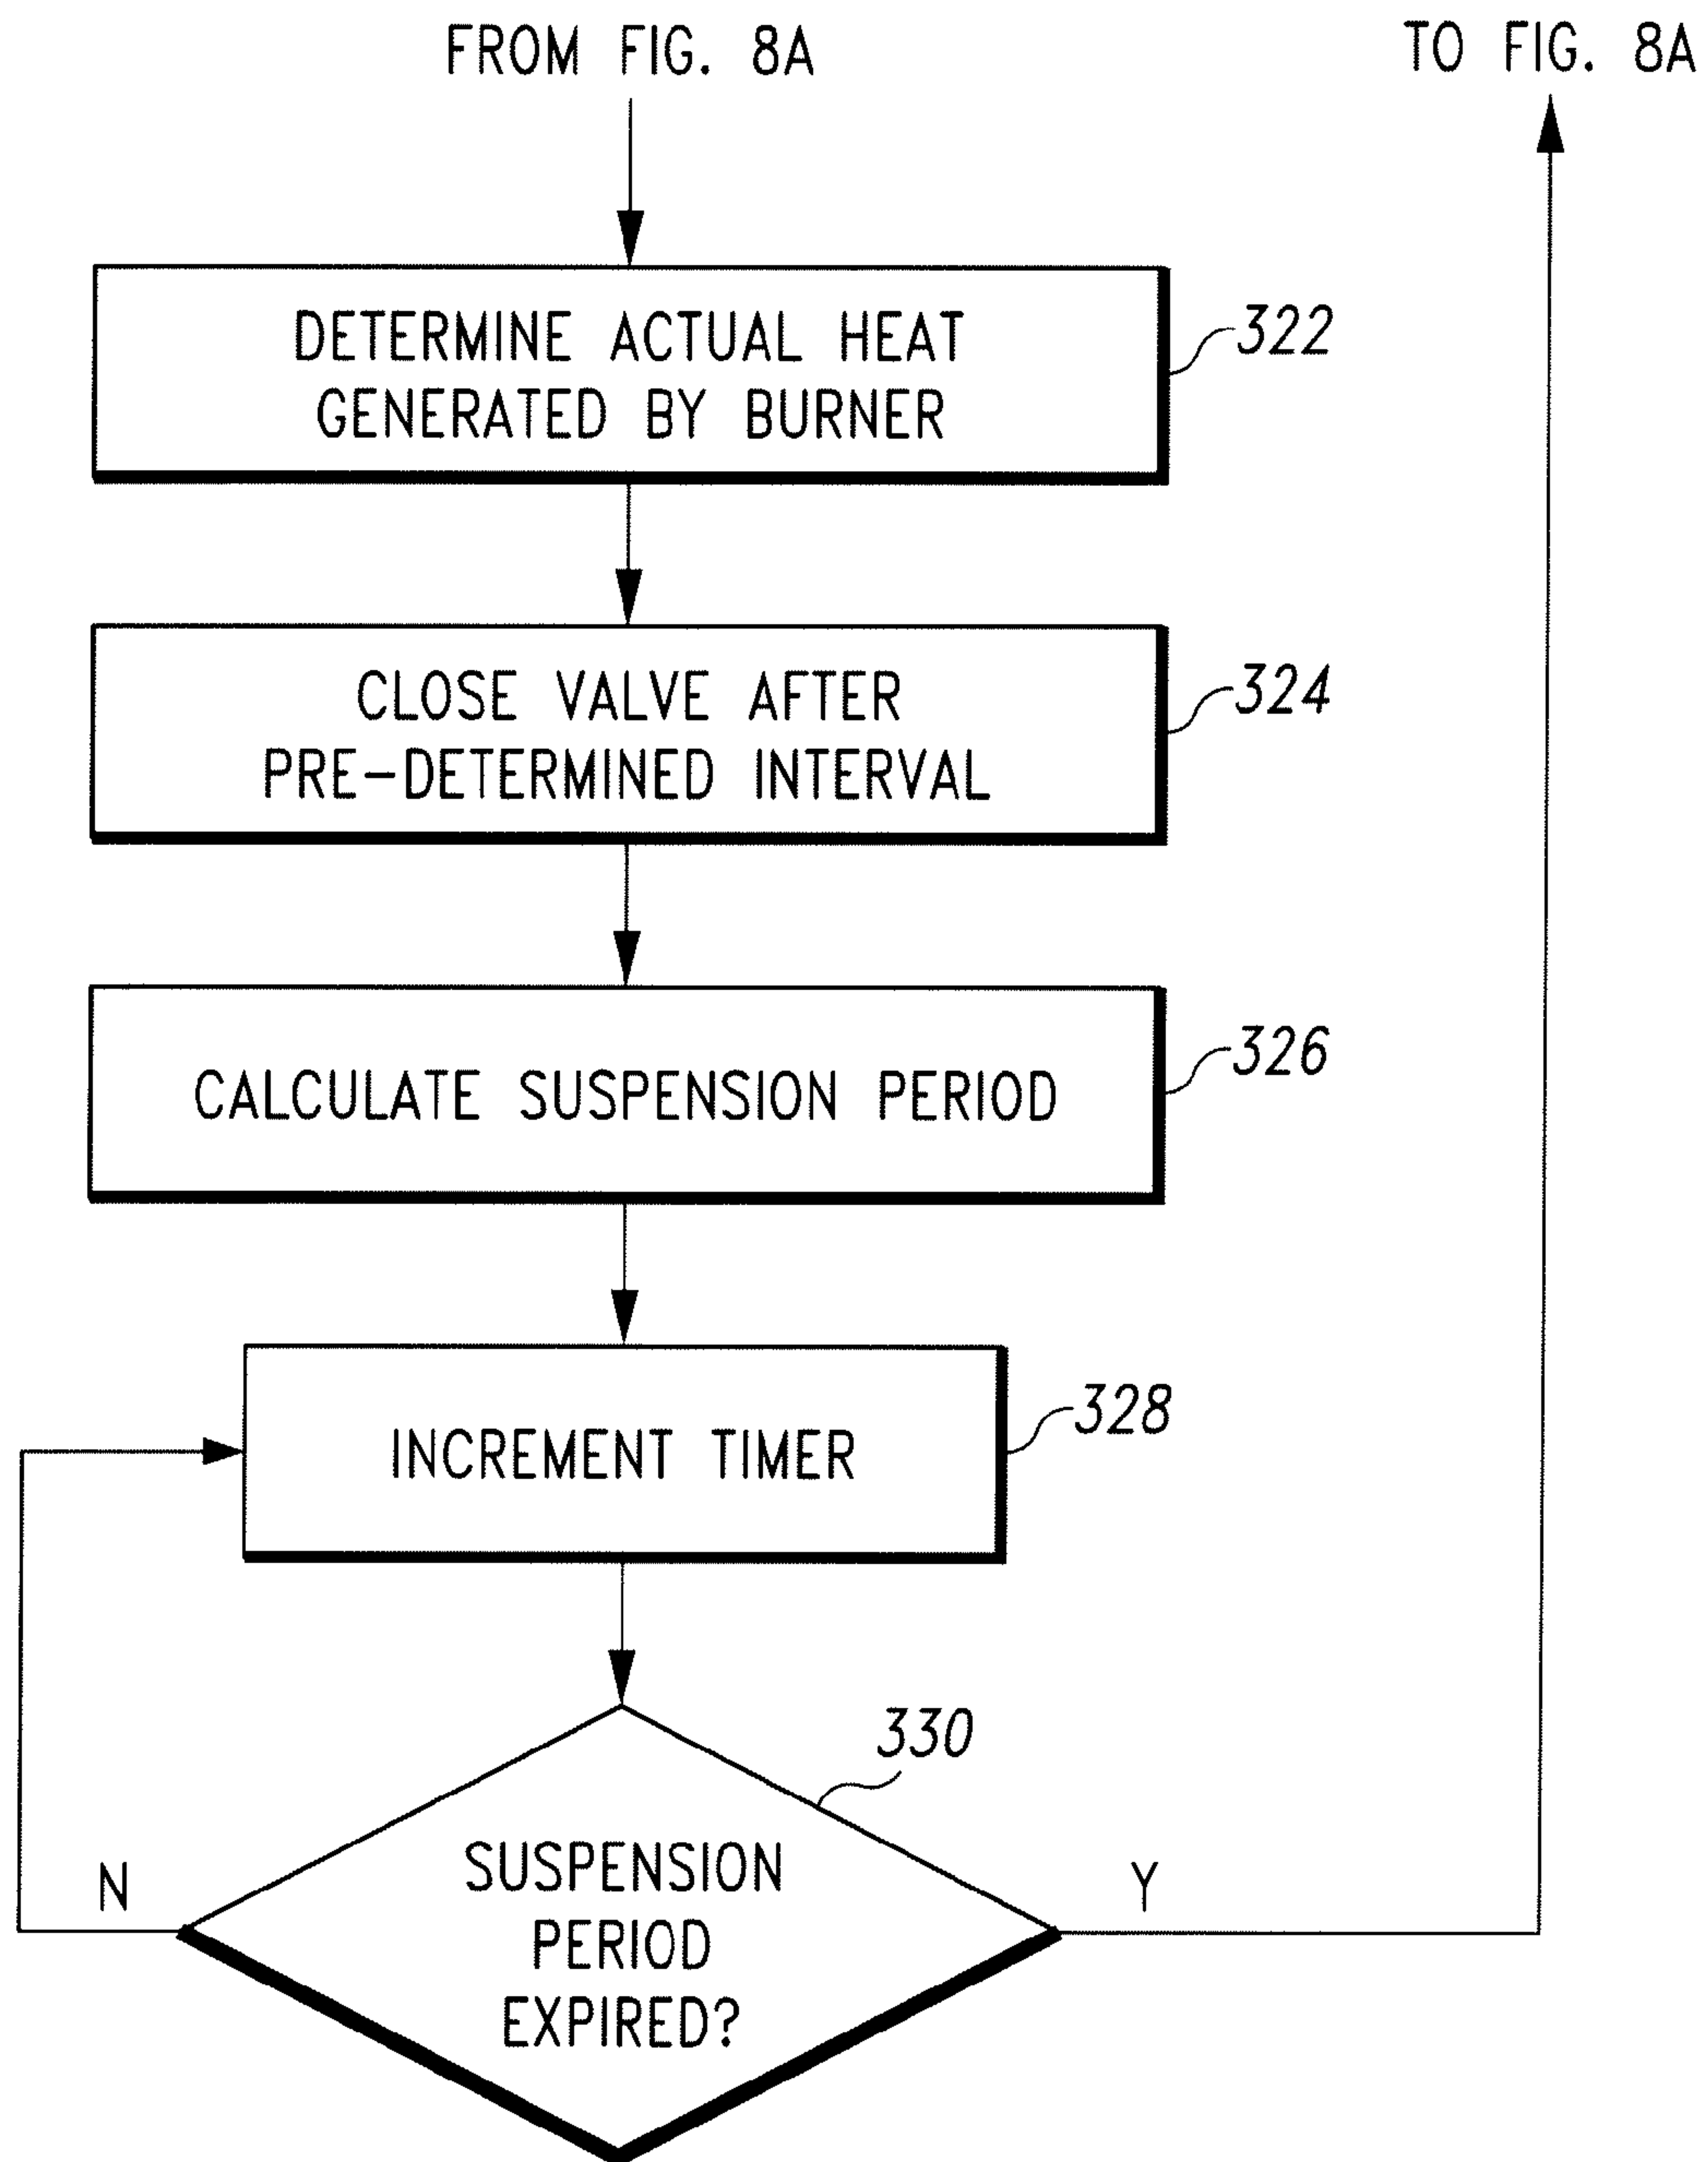 FROM FIG. 8A
TO FIG. 8A
DETERMINE ACTUAL HEAT
GENERATED BY BURNER
322
CLOSE VALVE AFTER
PRE-DETERMINED INTERVAL
324
CALCULATE SUSPENSION PERIOD
326
INCREMENT TIMER
328
330
SUSPENSION
PERIOD
EXPIRED?
N
Y